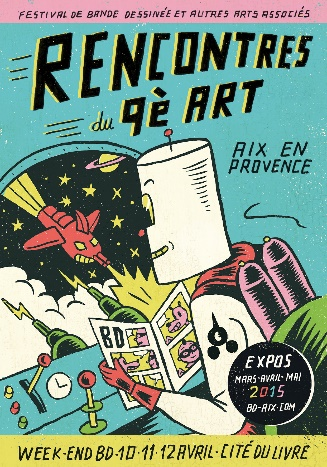 FESTIVAL DE BANDE DESSINÉE ET AUTRES ARTS ASSOCIÉS
RENCONTRES
du 9è ART
AIX EN
PROVENCE
BD
9
EXPOS
MARS·AVRIL·MAI
2015
BD-AIX.COM
WEEK-END BD·10·11·12 AVRIL·CITÉ DU LIVRE